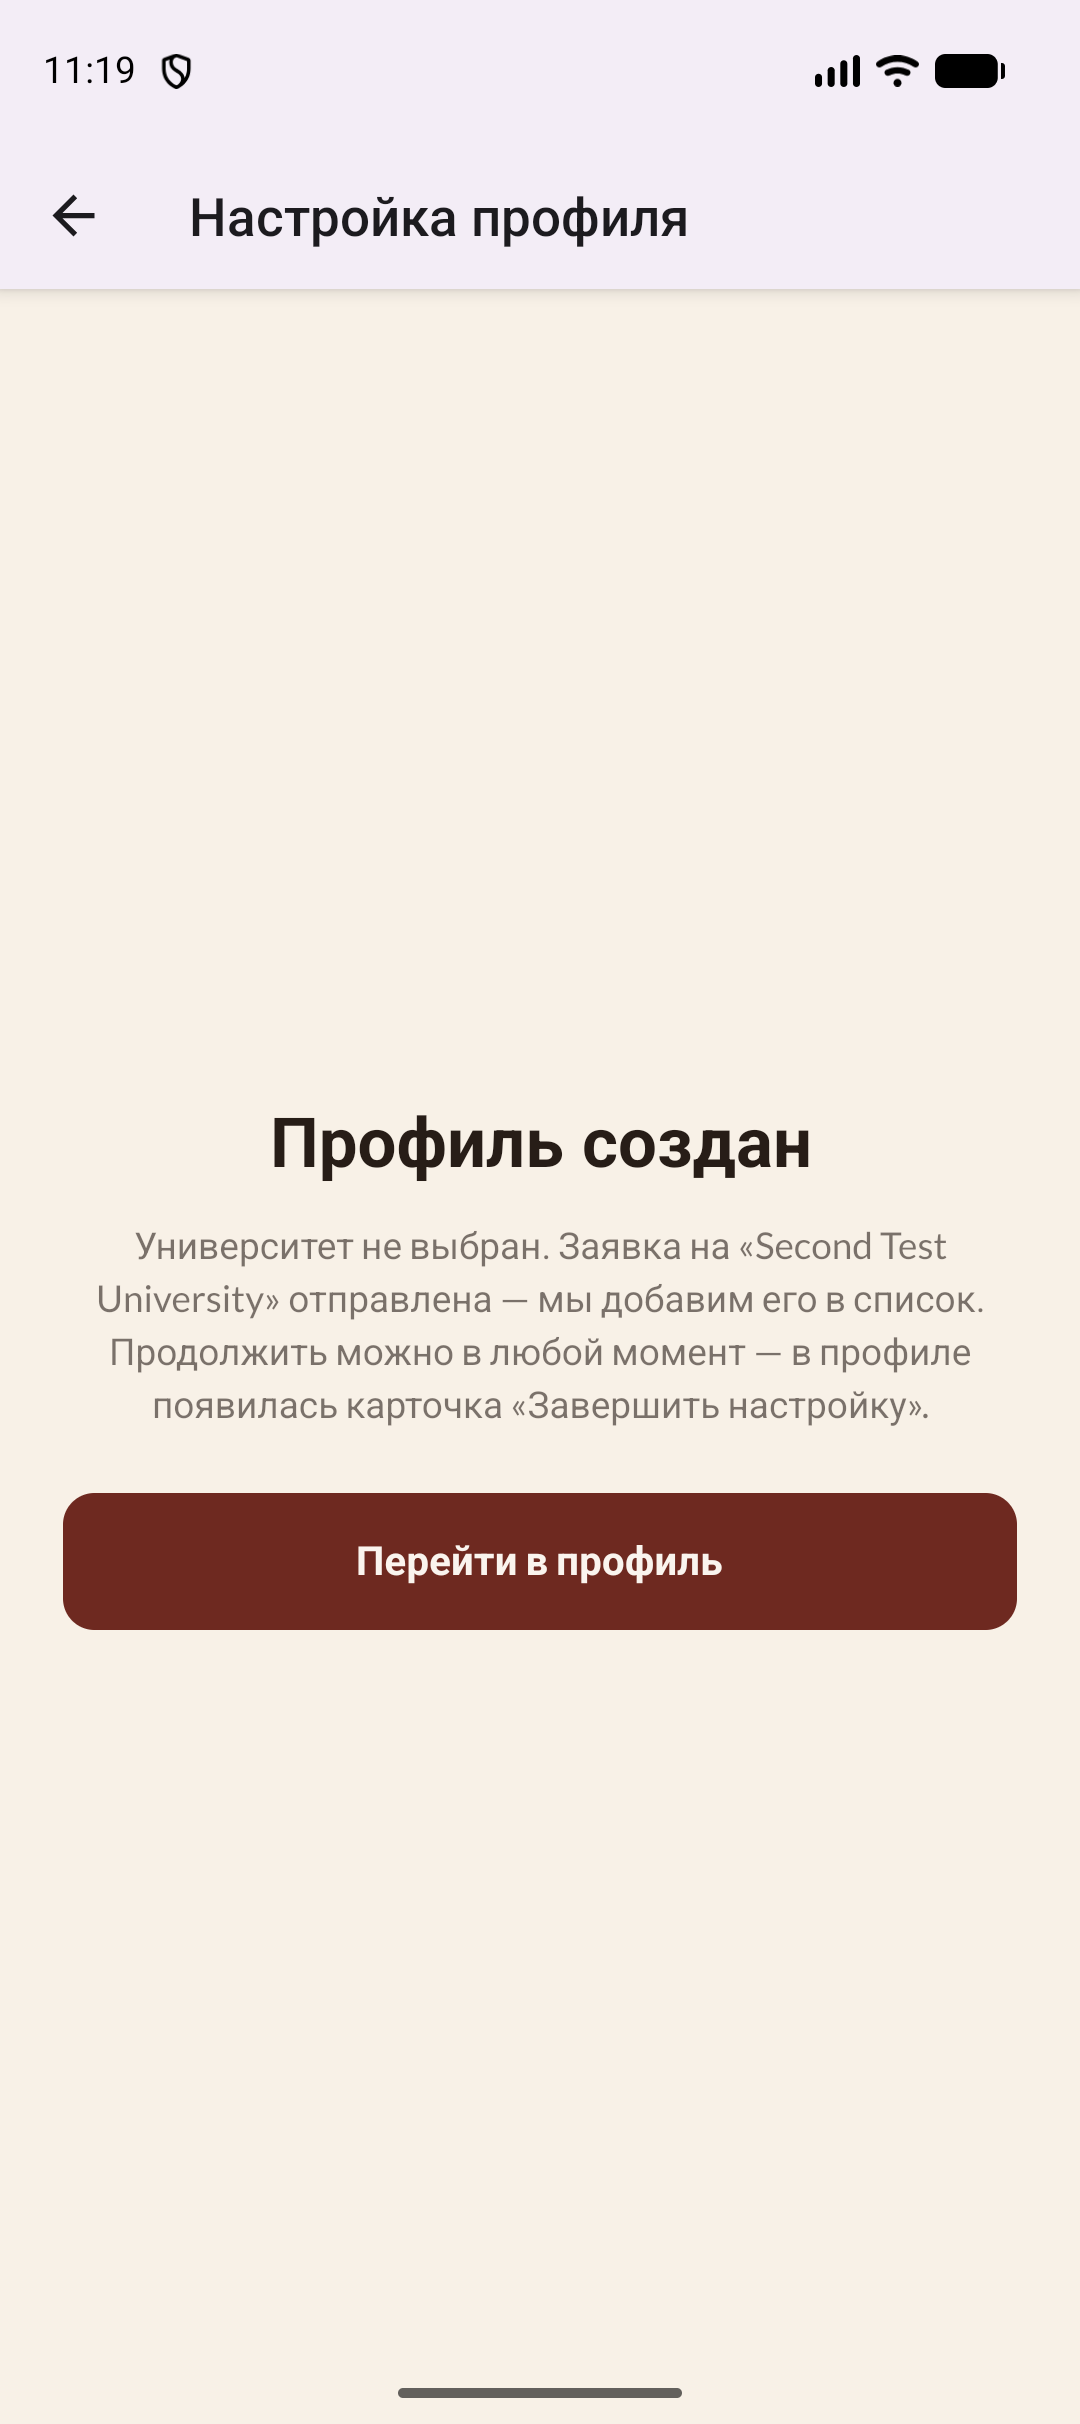 11:19
Настройка профиля
Профиль создан
Университет не выбран. Заявка на «Second Test
University» отправлена — мы добавим его в список.
Продолжить можно в любой момент — в профиле
появилась карточка «Завершить настройку».
Перейти в профиль